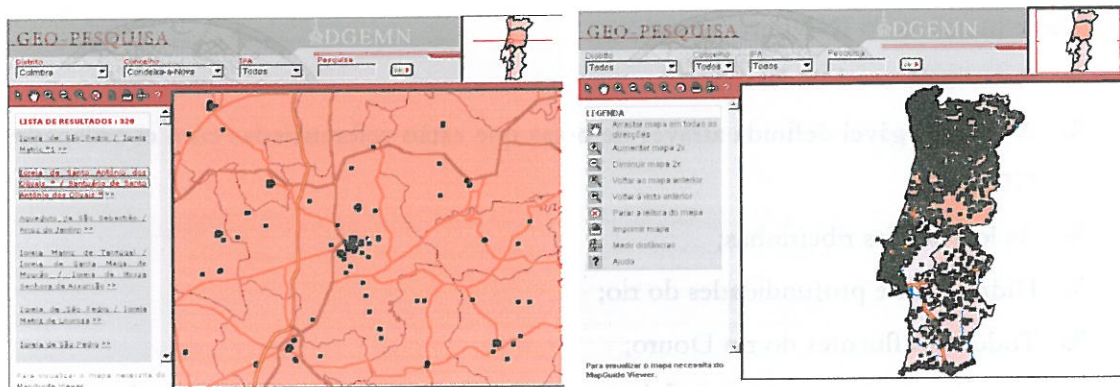 GEO-PESQUISA
DGEMN
Distrito
Concelho
IPA
Pesquisa
Coimbra
Condeixa-a-Nova
Todos
LISTA DE RESULTADOS : 320
Igreja de São Pedro / Igreja
Matriz
Igreja de Santo António dos
Olivais / Santuário de Santo
António dos Olivais
Aqueduto de São Sebastião /
Arcos do Jardim
Igreja Matriz de
/ Igreja de Santa Maria de
/ Igreja de Nossa
Senhora da Assunção
Igreja de São Pedro / Igreja
Matriz de
Igreja de São Pedro
Para visualizar o mapa necessita do
MapGuide Viewer.
GEO-PESQUISA
DGEMN
Distrito
Concelho
IPA
Pesquisa
Todos
Todos
Todos
LEGENDA
Arrastar mapa em todas as
direcções
Aumentar mapa 2x
Diminuir mapa 2x
Voltar ao mapa anterior
Voltar à vista anterior
Parar a leitura do mapa
Imprimir mapa
Medir distâncias
Ajuda
Para visualizar o mapa necessita do
MapGuide Viewer.